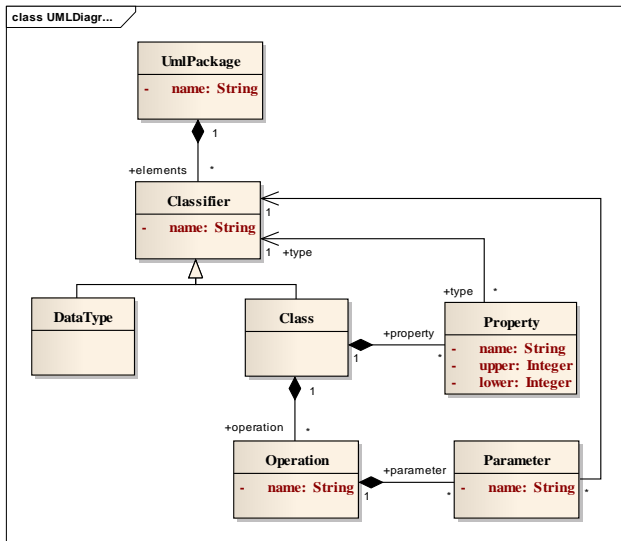 class UMLDiagr...
UmlPackage
- name: String
1
+elements *
Classifier
- name: String
1
1 +type
+type *
DataType
Class
Property
- name: String
- upper: Integer
- lower: Integer
+property
1 *
1
+operation *
Operation
- name: String
+parameter
1 *
Parameter
- name: String
*